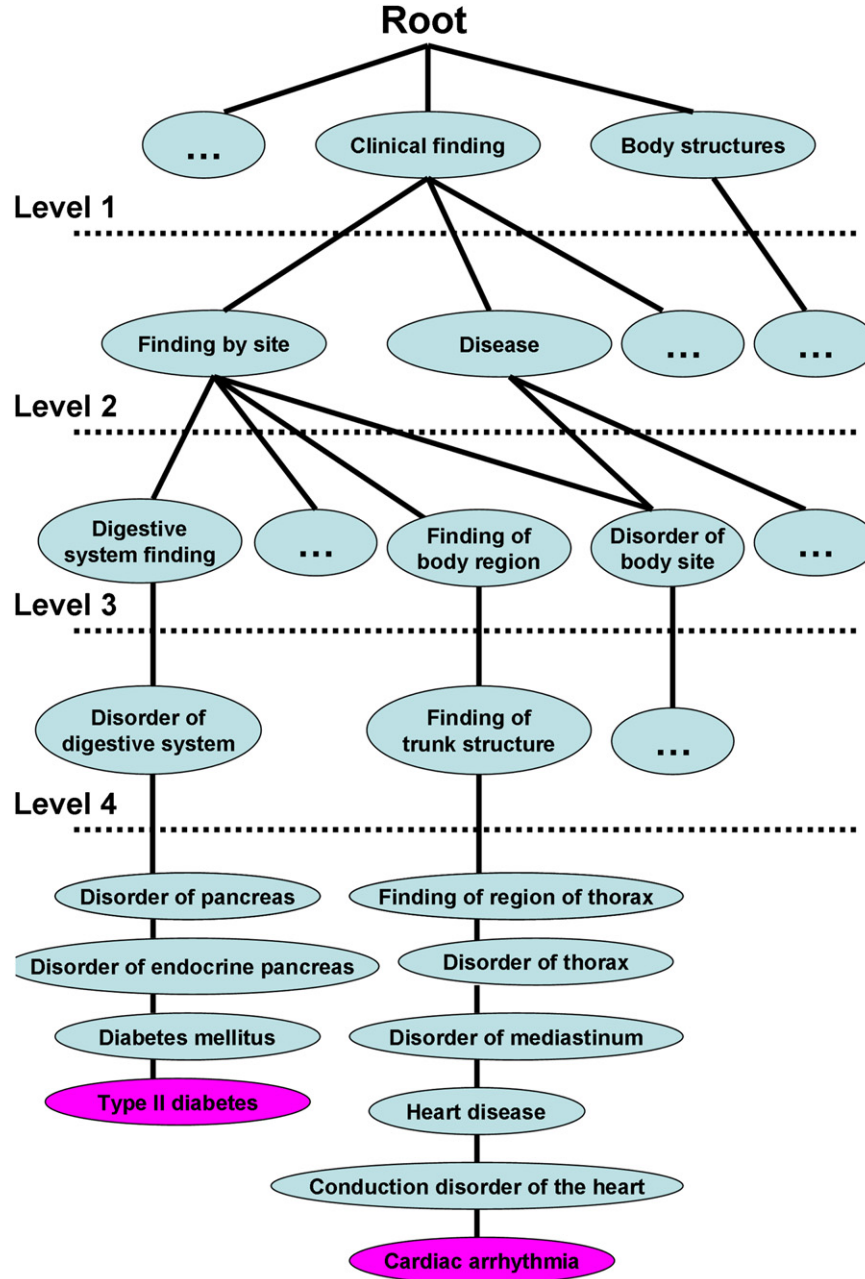 Root
...
Clinical finding
Body structures
Level 1
Finding by site
Disease
...
...
Level 2
Digestive
system finding
...
Finding of
body region
Disorder of
body site
...
Level 3
Disorder of
digestive system
Finding of
trunk structure
...
Level 4
Disorder of pancreas
Finding of region of thorax
Disorder of endocrine pancreas
Disorder of thorax
Diabetes mellitus
Disorder of mediastinum
Type II diabetes
Heart disease
Conduction disorder of the heart
Cardiac arrhythmia